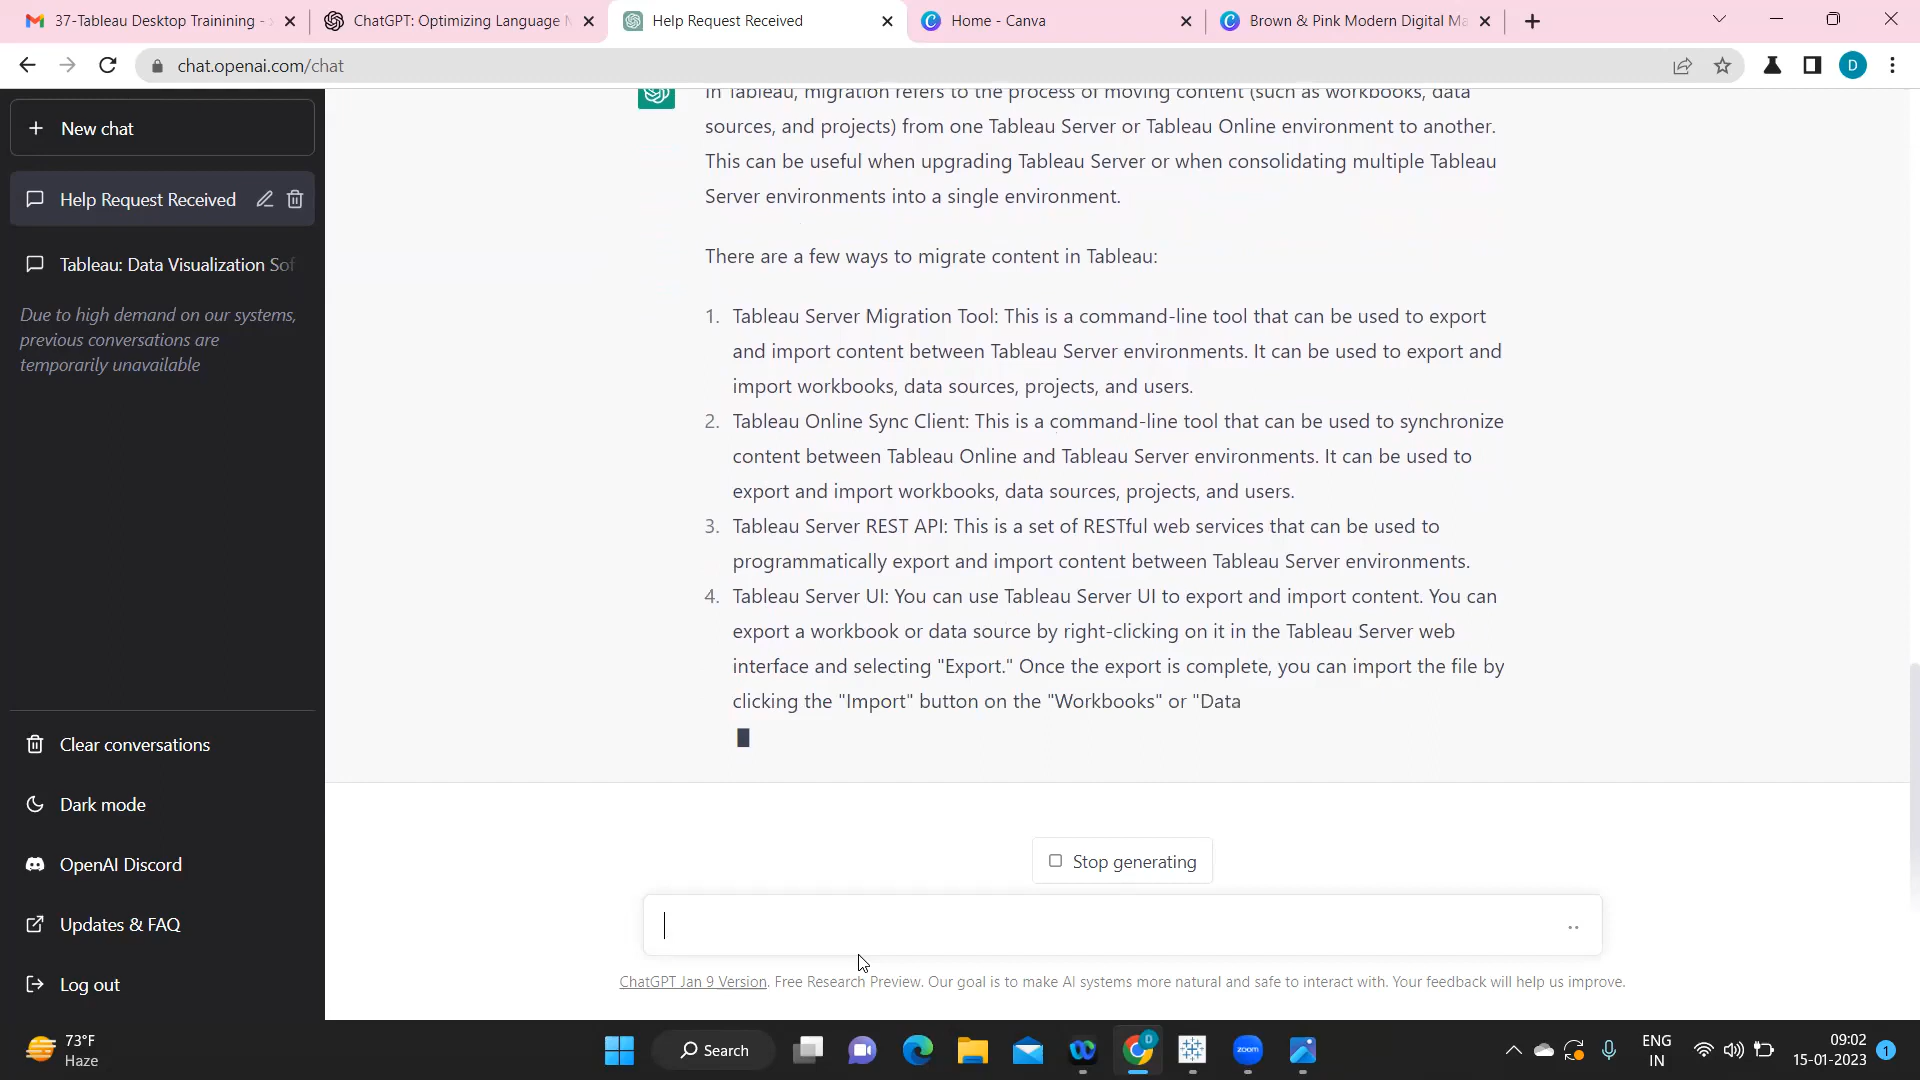 37-Tableau Desktop Trainining -
ChatGPT: Optimizing Language
Help Request Received
Home - Canva
Brown & Pink Modern Digital Ma
chat.openai.com/chat
D
New chat
Help Request Received
Tableau: Data Visualization Sof
Due to high demand on our systems,
previous conversations are
temporarily unavailable
Clear conversations
Dark mode
OpenAI Discord
Updates & FAQ
Log out
In Tableau, migration refers to the process of moving content (such as workbooks, data
sources, and projects) from one Tableau Server or Tableau Online environment to another.
This can be useful when upgrading Tableau Server or when consolidating multiple Tableau
Server environments into a single environment.
There are a few ways to migrate content in Tableau:
1. Tableau Server Migration Tool: This is a command-line tool that can be used to export
and import content between Tableau Server environments. It can be used to export and
import workbooks, data sources, projects, and users.
2. Tableau Online Sync Client: This is a command-line tool that can be used to synchronize
content between Tableau Online and Tableau Server environments. It can be used to
export and import workbooks, data sources, projects, and users.
3. Tableau Server REST API: This is a set of RESTful web services that can be used to
programmatically export and import content between Tableau Server environments.
4. Tableau Server UI: You can use Tableau Server UI to export and import content. You can
export a workbook or data source by right-clicking on it in the Tableau Server web
interface and selecting "Export." Once the export is complete, you can import the file by
clicking the "Import" button on the "Workbooks" or "Data
Stop generating
ChatGPT Jan 9 Version. Free Research Preview. Our goal is to make AI systems more natural and safe to interact with. Your feedback will help us improve.
73°F
Haze
Search
D
zoom
ENG
IN
09:02
15-01-2023
1